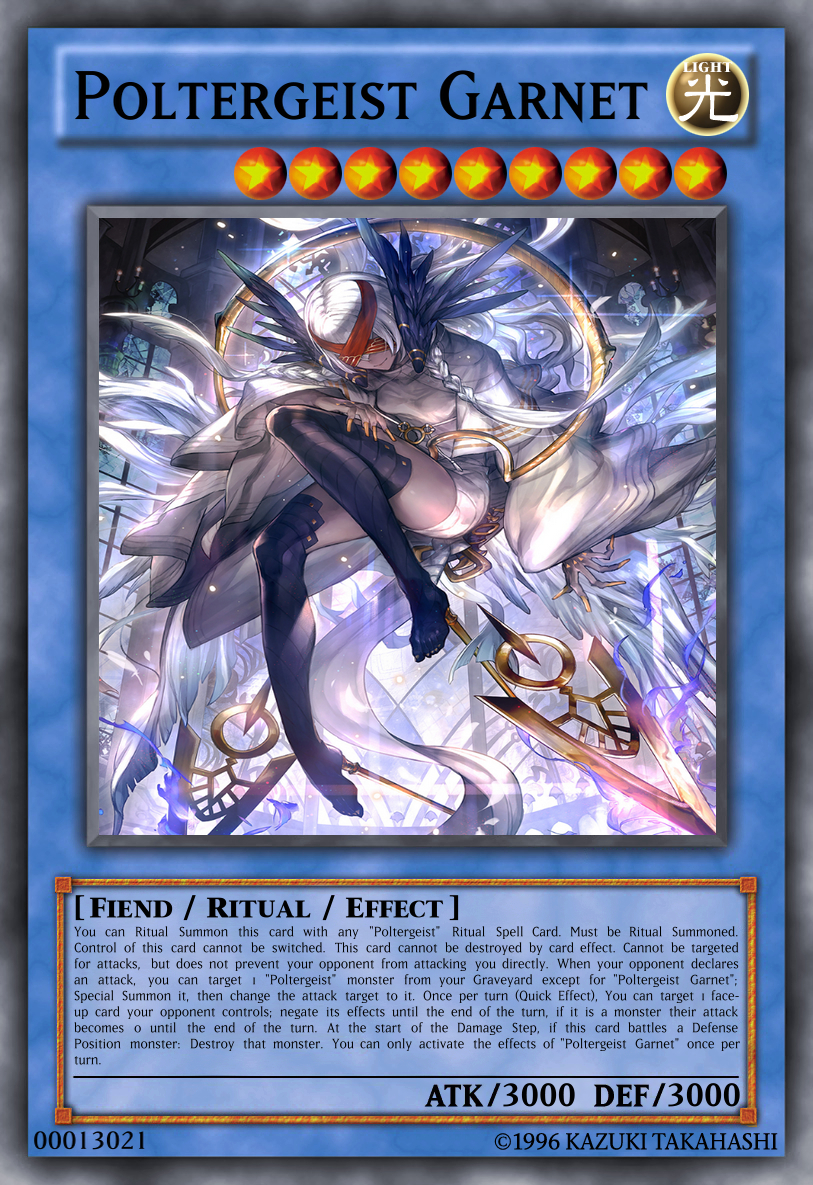 Poltergeist Garnet
LIGHT
光
[ Fiend / Ritual / Effect ]
You can Ritual Summon this card with any "Poltergeist" Ritual Spell Card. Must be Ritual Summoned.
Control of this card cannot be switched. This card cannot be destroyed by card effect. Cannot be targeted
for attacks, but does not prevent your opponent from attacking you directly. When your opponent declares
an attack, you can target 1 "Poltergeist" monster from your Graveyard except for "Poltergeist Garnet";
Special Summon it, then change the attack target to it. Once per turn (Quick Effect), You can target 1 face-
up card your opponent controls; negate its effects until the end of the turn, if it is a monster their attack
becomes 0 until the end of the turn. At the start of the Damage Step, if this card battles a Defense
Position monster: Destroy that monster. You can only activate the effects of "Poltergeist Garnet" once per
turn.
ATK/3000 DEF/3000
00013021
©1996 KAZUKI TAKAHASHI